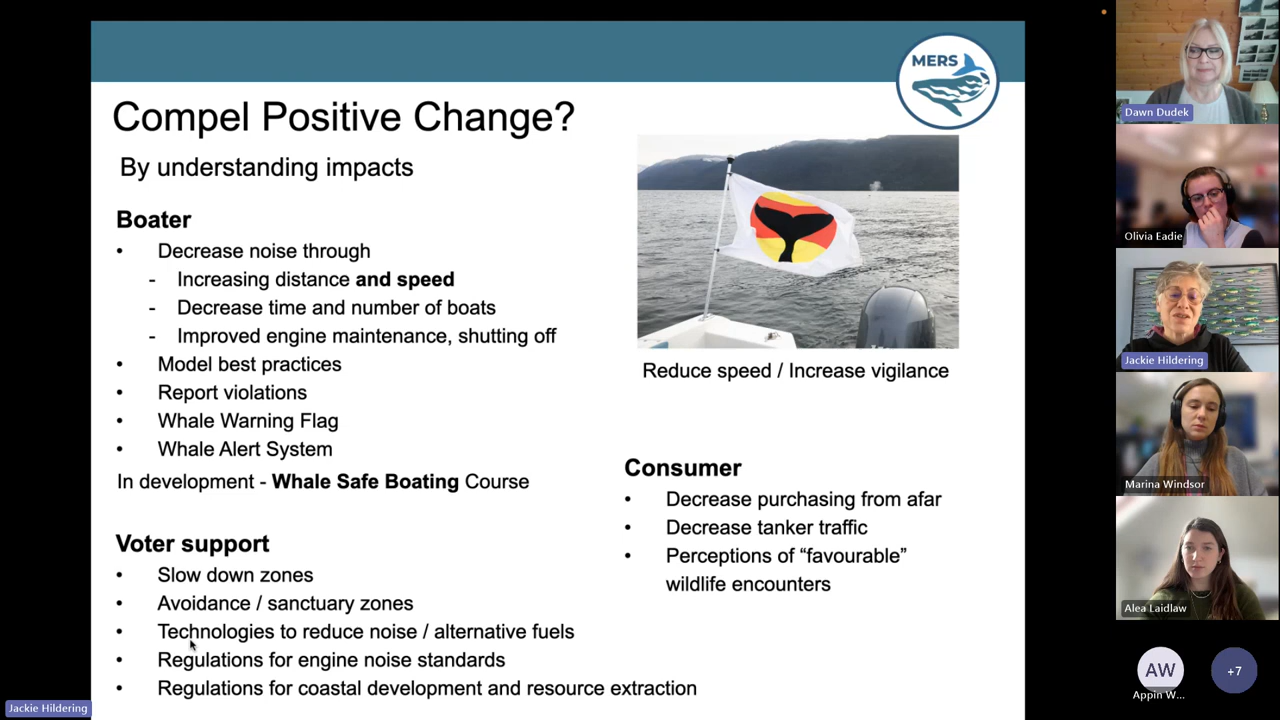 MERS
Compel Positive Change?
By understanding impacts
Boater
• Decrease noise through
- Increasing distance and speed
- Decrease time and number of boats
- Improved engine maintenance, shutting off
• Model best practices
• Report violations
• Whale Warning Flag
• Whale Alert System
In development - Whale Safe Boating Course
Voter support
• Slow down zones
• Avoidance / sanctuary zones
• Technologies to reduce noise / alternative fuels
• Regulations for engine noise standards
• Regulations for coastal development and resource extraction
Reduce speed / Increase vigilance
Consumer
• Decrease purchasing from afar
• Decrease tanker traffic
• Perceptions of “favourable”
wildlife encounters
Jackie Hildering
Dawn Dudek
Olivia Eadie
Jackie Hildering
Marina Windsor
Alea Laidlaw
AW
Appin W...
+7